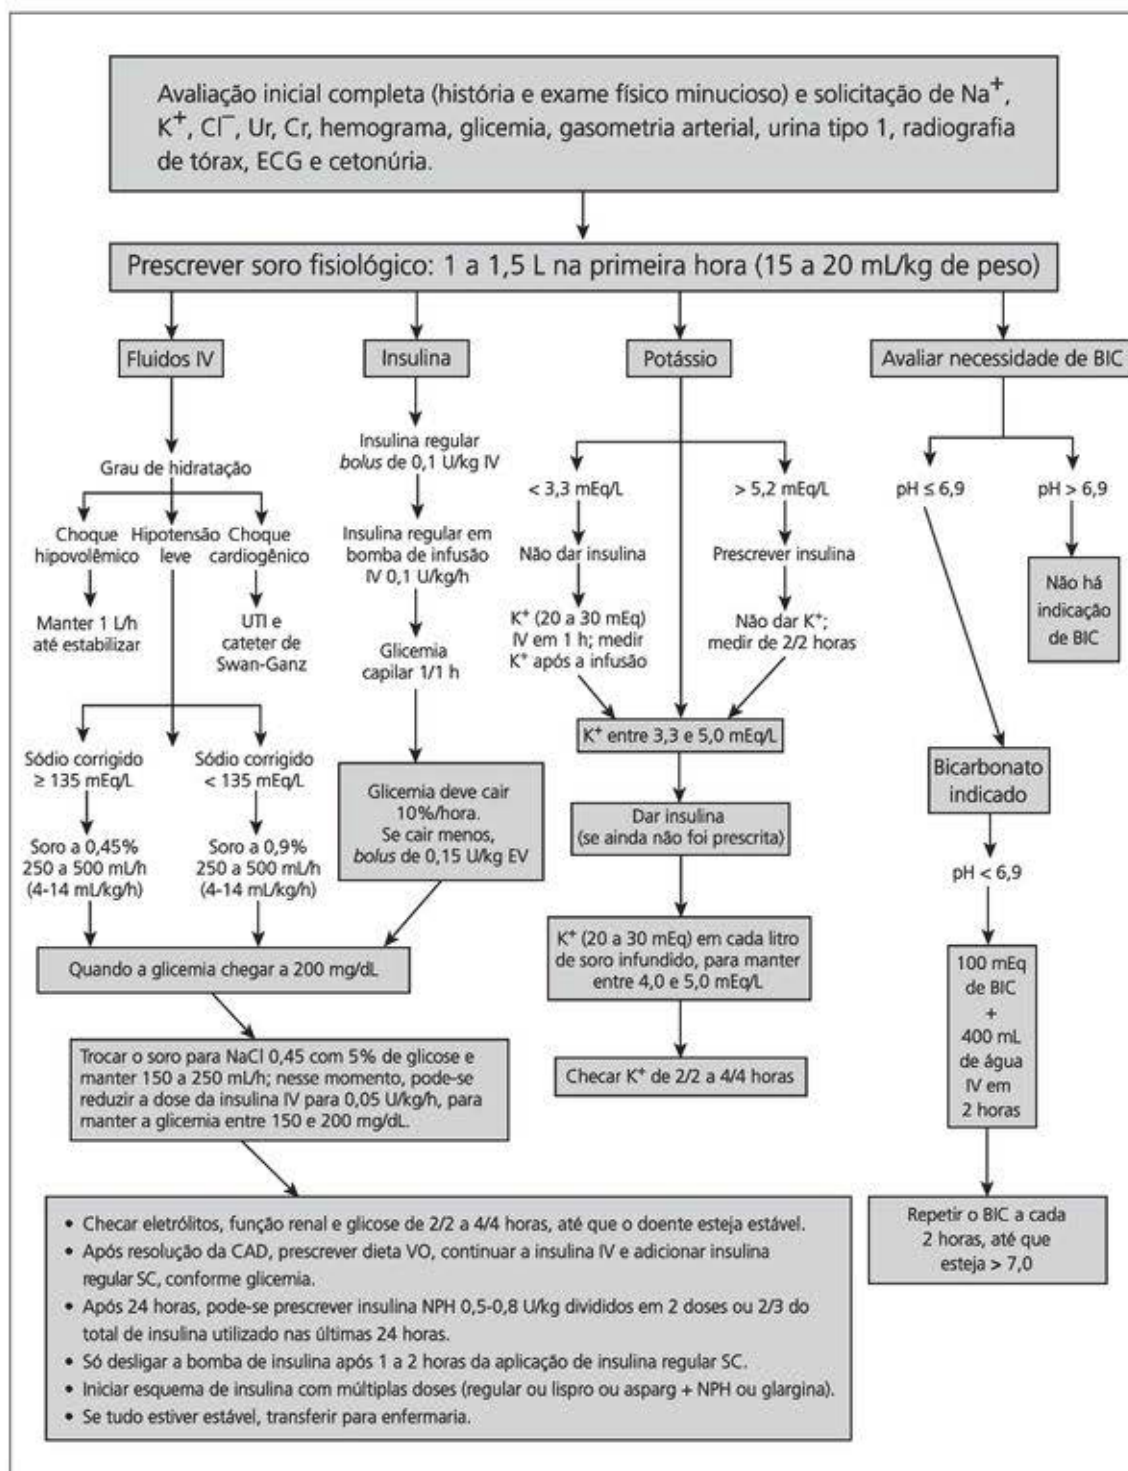 Avaliação inicial completa (história e exame físico minucioso) e solicitação de Na⁺,
K⁺, Cl⁻, Ur, Cr, hemograma, glicemia, gasometria arterial, urina tipo 1, radiografia
de tórax, ECG e cetonúria.
Prescrever soro fisiológico: 1 a 1,5 L na primeira hora (15 a 20 mL/kg de peso)
Fluidos IV
Grau de hidratação
Choque
hipovolêmico
Hipotensão
leve
Choque
cardiogênico
Manter 1 L/h
até estabilizar
UTI e
cateter de
Swan-Ganz
Sódio corrigido
≥ 135 mEq/L
Sódio corrigido
< 135 mEq/L
Soro a 0,45%
250 a 500 mL/h
(4-14 mL/kg/h)
Soro a 0,9%
250 a 500 mL/h
(4-14 mL/kg/h)
Insulina
Insulina regular
bolus de 0,1 U/kg IV
Insulina regular em
bomba de infusão
IV 0,1 U/kg/h
Glicemia
capilar 1/1 h
Glicemia deve cair
10%/hora.
Se cair menos,
bolus de 0,15 U/kg EV
Quando a glicemia chegar a 200 mg/dL
Trocar o soro para NaCl 0,45 com 5% de glicose e
manter 150 a 250 mL/h; nesse momento, pode-se
reduzir a dose da insulina IV para 0,05 U/kg/h, para
manter a glicemia entre 150 e 200 mg/dL.
Potássio
< 3,3 mEq/L
Não dar insulina
K⁺ (20 a 30 mEq)
IV em 1 h; medir
K⁺ após a infusão
> 5,2 mEq/L
Prescrever insulina
Não dar K⁺;
medir de 2/2 horas
K⁺ entre 3,3 e 5,0 mEq/L
Dar insulina
(se ainda não foi prescrita)
K⁺ (20 a 30 mEq) em cada litro
de soro infundido, para manter
entre 4,0 e 5,0 mEq/L
Checar K⁺ de 2/2 a 4/4 horas
Avaliar necessidade de BIC
pH ≤ 6,9
pH > 6,9
Não há
indicação
de BIC
Bicarbonato
indicado
pH < 6,9
100 mEq
de BIC
+
400 mL
de água
IV em
2 horas
Repetir o BIC a cada
2 horas, até que
esteja > 7,0
• Checar eletrólitos, função renal e glicose de 2/2 a 4/4 horas, até que o doente esteja estável.
• Após resolução da CAD, prescrever dieta VO, continuar a insulina IV e adicionar insulina
regular SC, conforme glicemia.
• Após 24 horas, pode-se prescrever insulina NPH 0,5-0,8 U/kg divididos em 2 doses ou 2/3 do
total de insulina utilizado nas últimas 24 horas.
• Só desligar a bomba de insulina após 1 a 2 horas da aplicação de insulina regular SC.
• Iniciar esquema de insulina com múltiplas doses (regular ou lispro ou asparg + NPH ou glargina).
• Se tudo estiver estável, transferir para enfermaria.